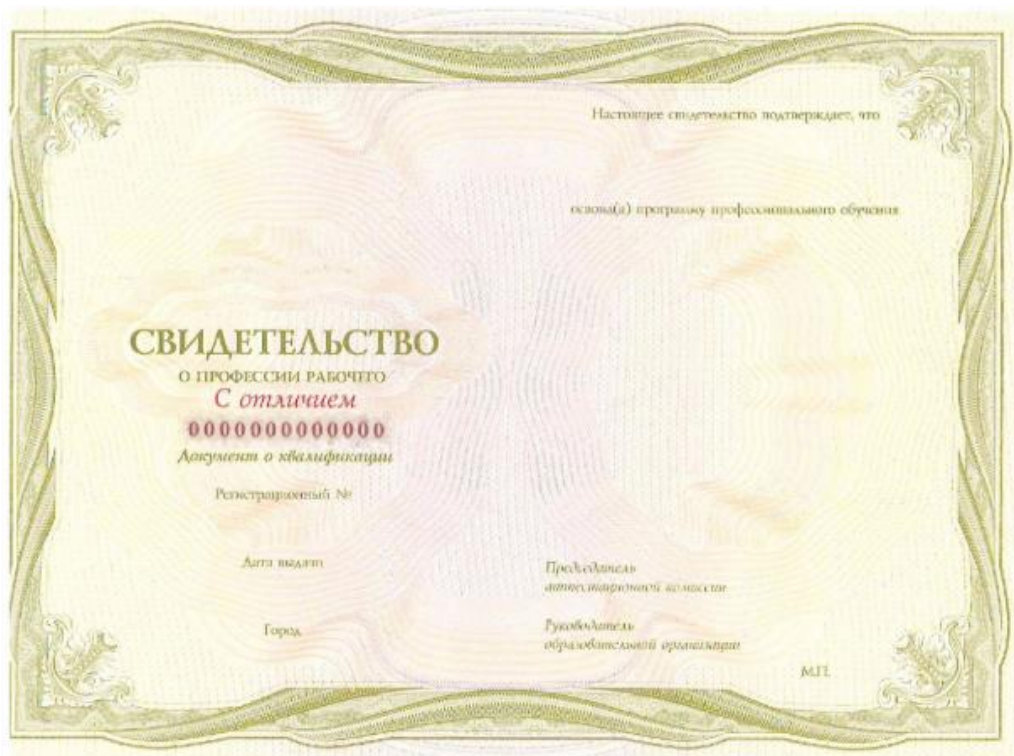 СВИДЕТЕЛЬСТВО
О ПРОФЕССИИ РАБОЧЕГО
С отличием
0000000000000
Документ о квалификации
Регистрационный №
Дата выдачи
Город
Настоящее свидетельство подтверждает, что
освоил(а) программу профессионального обучения
Председатель
аттестационной комиссии
Руководитель
образовательной организации
М.П.